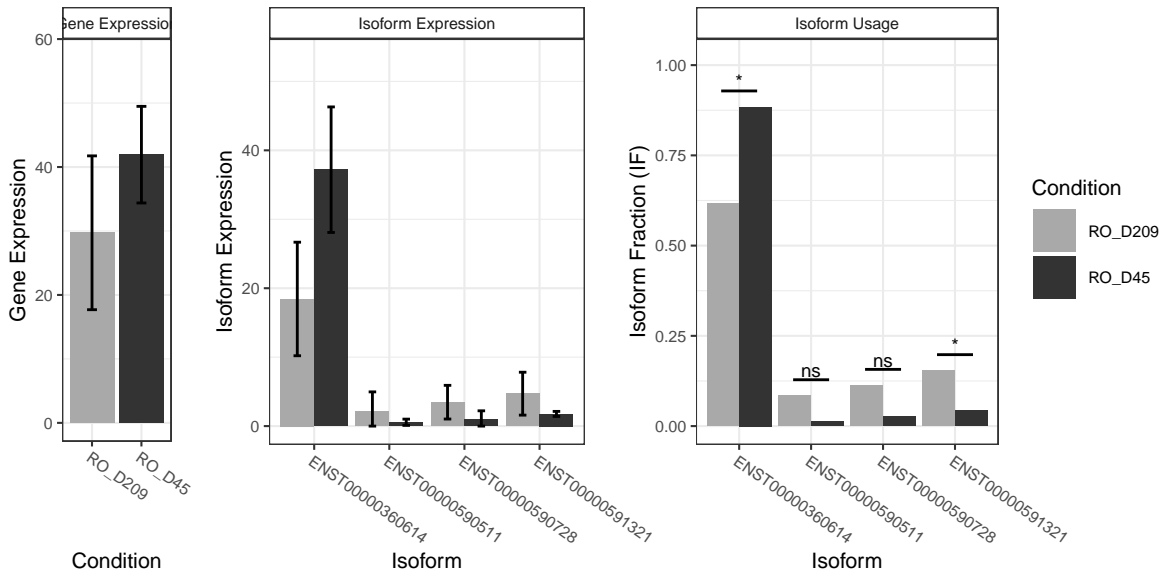 Gene Expression
Gene Expression
60
40
20
0
RO_D209
RO_D45
Condition
Isoform Expression
Isoform Expression
40
20
0
ENST00000360614
ENST00000590511
ENST00000590728
ENST00000591321
Isoform
Isoform Usage
Isoform Fraction (IF)
1.00
0.75
0.50
0.25
0.00
*
ns
ns
*
ENST00000360614
ENST00000590511
ENST00000590728
ENST00000591321
Isoform
Condition
RO_D209
RO_D45